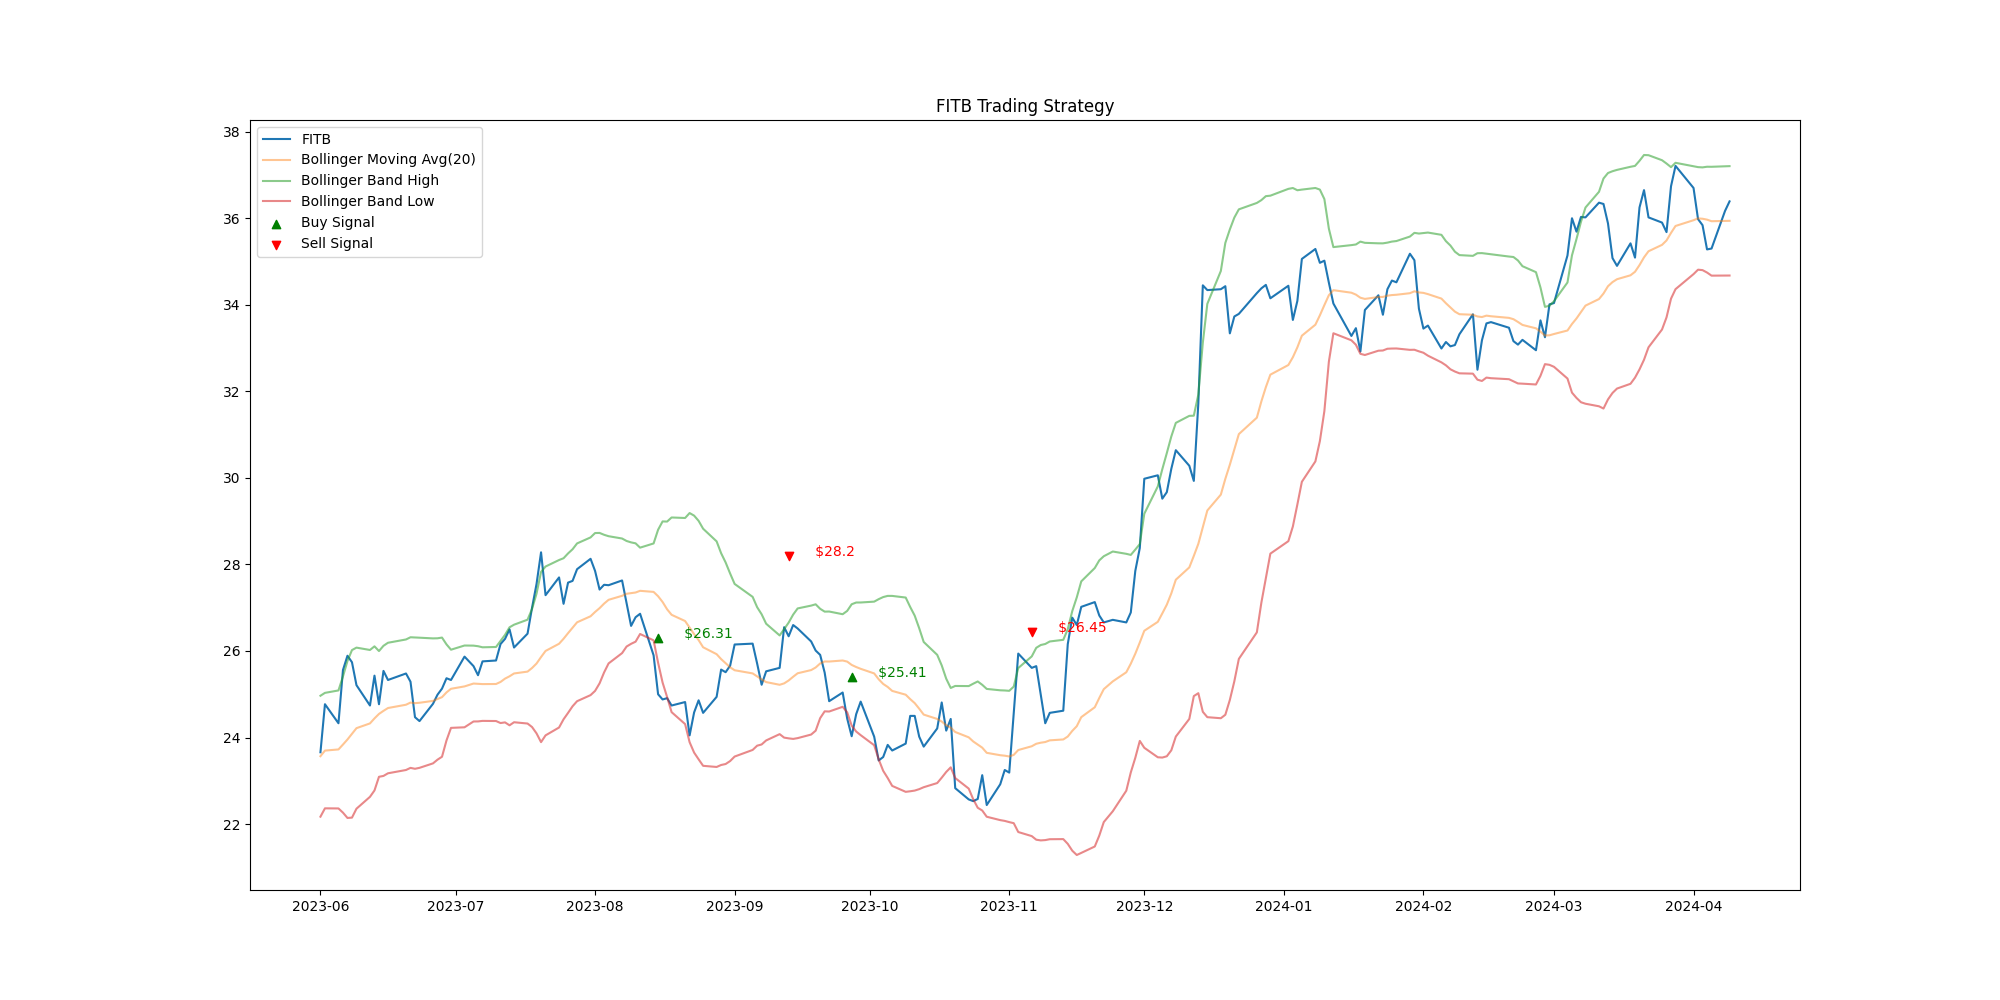 FITB Trading Strategy
38
36
34
32
30
28
26
24
22
FITB
Bollinger Moving Avg(20)
Bollinger Band High
Bollinger Band Low
Buy Signal
Sell Signal
$28.2
$26.31
$26.45
$25.41
2023-06 2023-07 2023-08 2023-09 2023-10 2023-11 2023-12 2024-01 2024-02 2024-03 2024-04